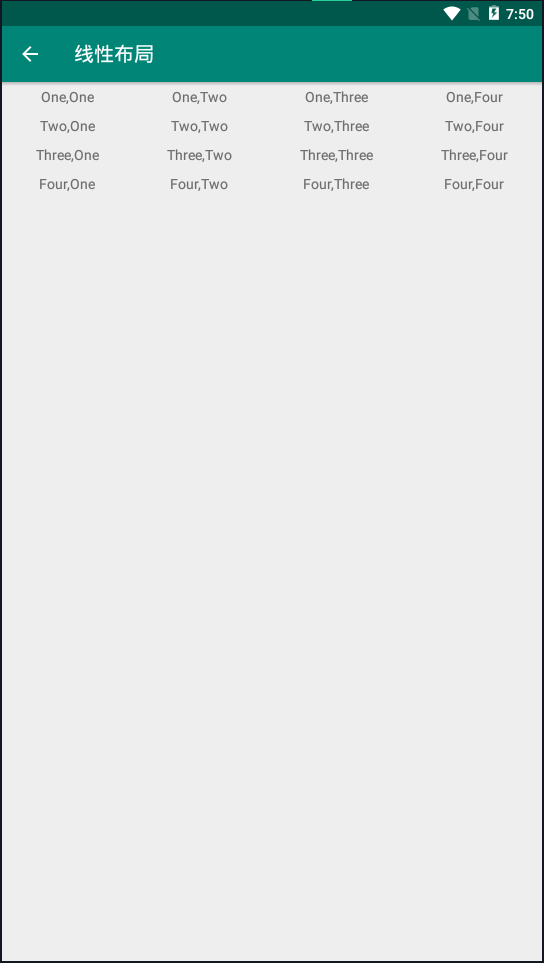 7:50
线性布局
One,One One,Two One,Three One,Four
Two,One Two,Two Two,Three Two,Four
Three,One Three,Two Three,Three Three,Four
Four,One Four,Two Four,Three Four,Four